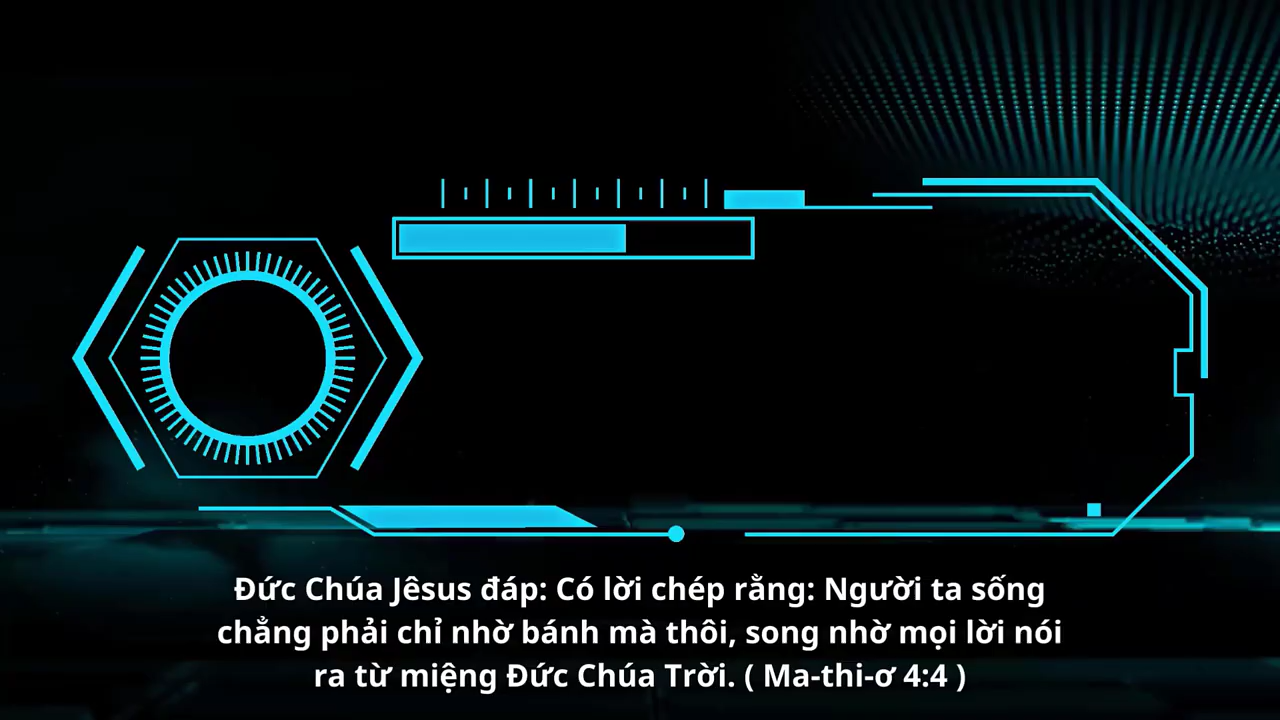 Đức Chúa Jêsus đáp: Có lời chép rằng: Người ta sống
chẳng phải chỉ nhờ bánh mà thôi, song nhờ mọi lời nói
ra từ miệng Đức Chúa Trời. ( Ma-thi-ơ 4:4 )